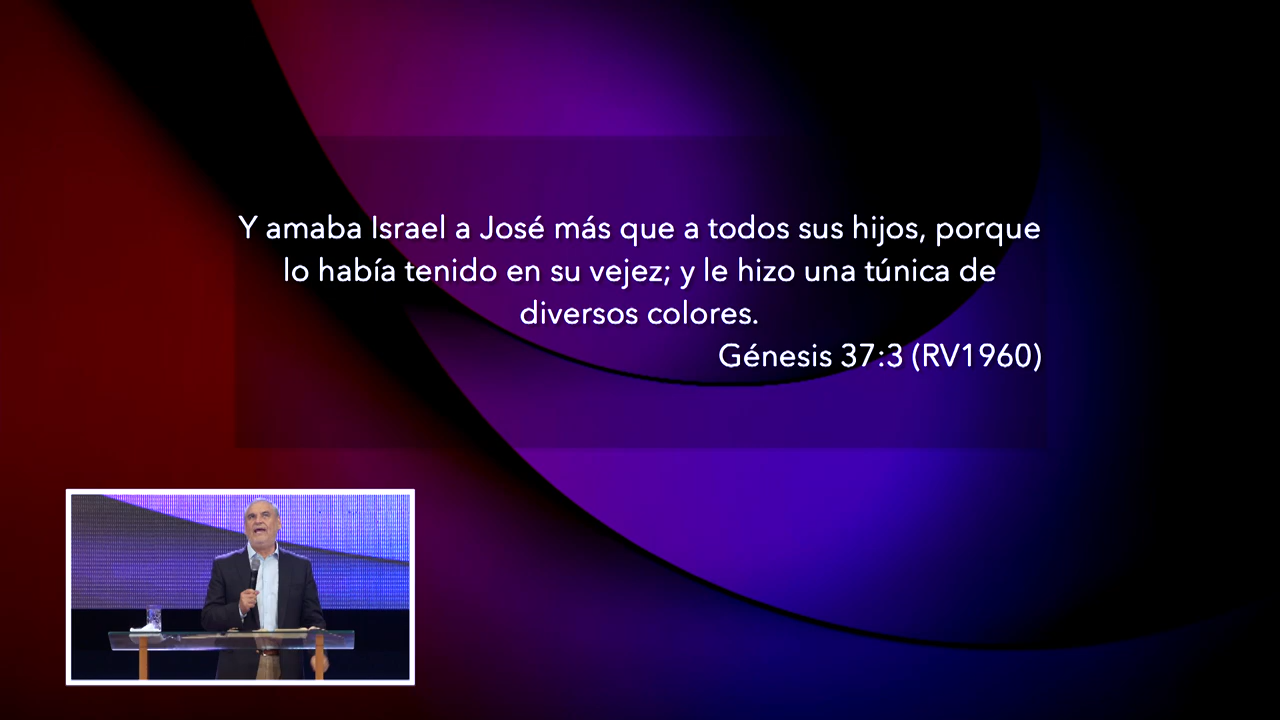 Y amaba Israel a José más que a todos sus hijos, porque
lo había tenido en su vejez; y le hizo una túnica de
diversos colores.
Génesis 37:3 (RV1960)